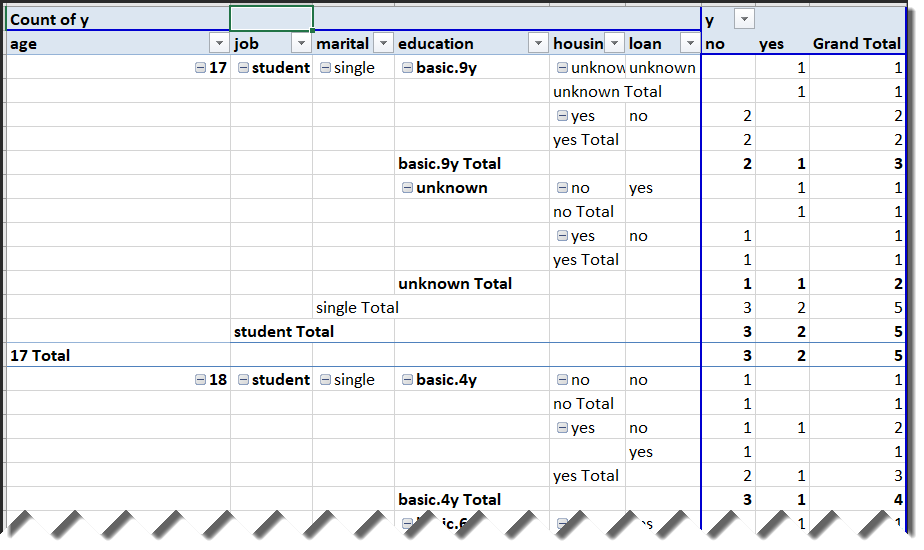 Count of y y
age job marital education housin loan no yes Grand Total
17 student single basic.9y unknow unknown 1 1
unknown Total 1 1
yes no 2 2
yes Total 2 2
basic.9y Total 2 1 3
unknown no yes 1 1
no Total 1 1
yes no 1 1
yes Total 1 1
unknown Total 1 1 2
single Total 3 2 5
student Total 3 2 5
17 Total 3 2 5
18 student single basic.4y no no 1 1
no Total 1 1
yes no 1 1 2
yes 1 1
yes Total 2 1 3
basic.4y Total 3 1 4
1 1